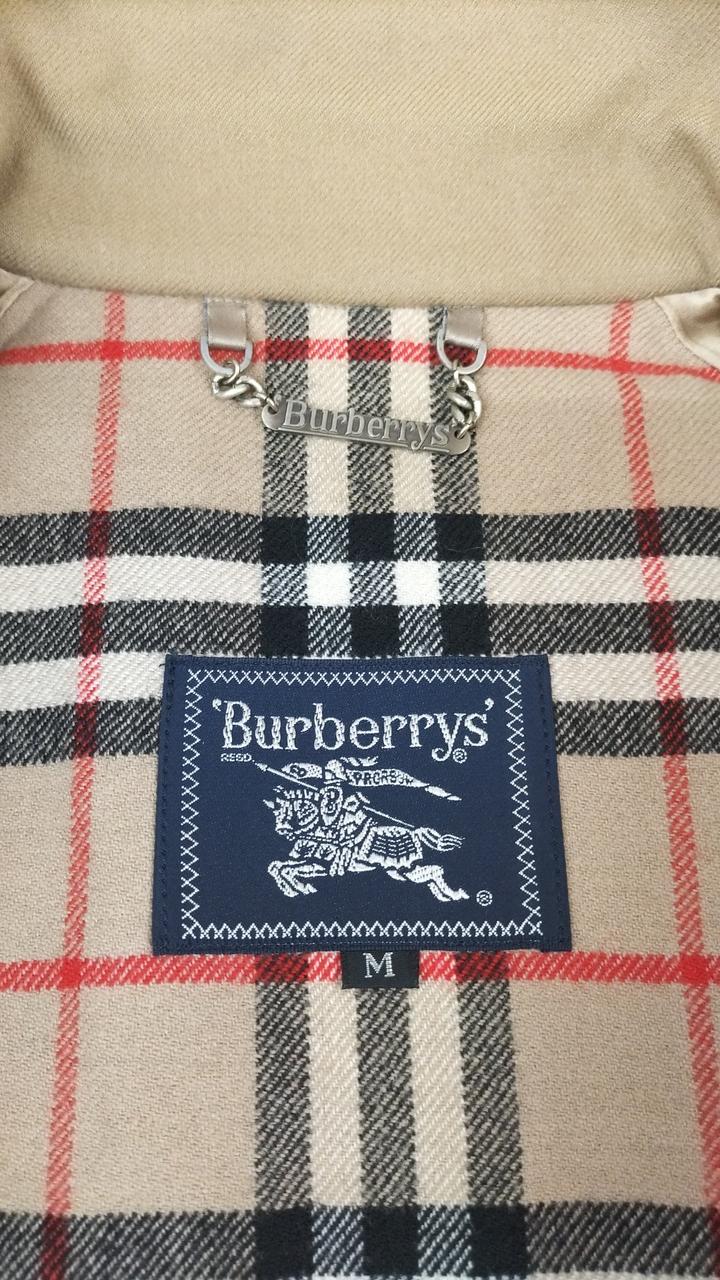 Burberrys
'Burberrys'®
REGD.
PRORSUM
®
M